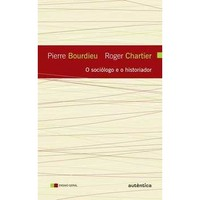 Pierre Bourdieu Roger Chartier
O sociólogo e o historiador
autêntica